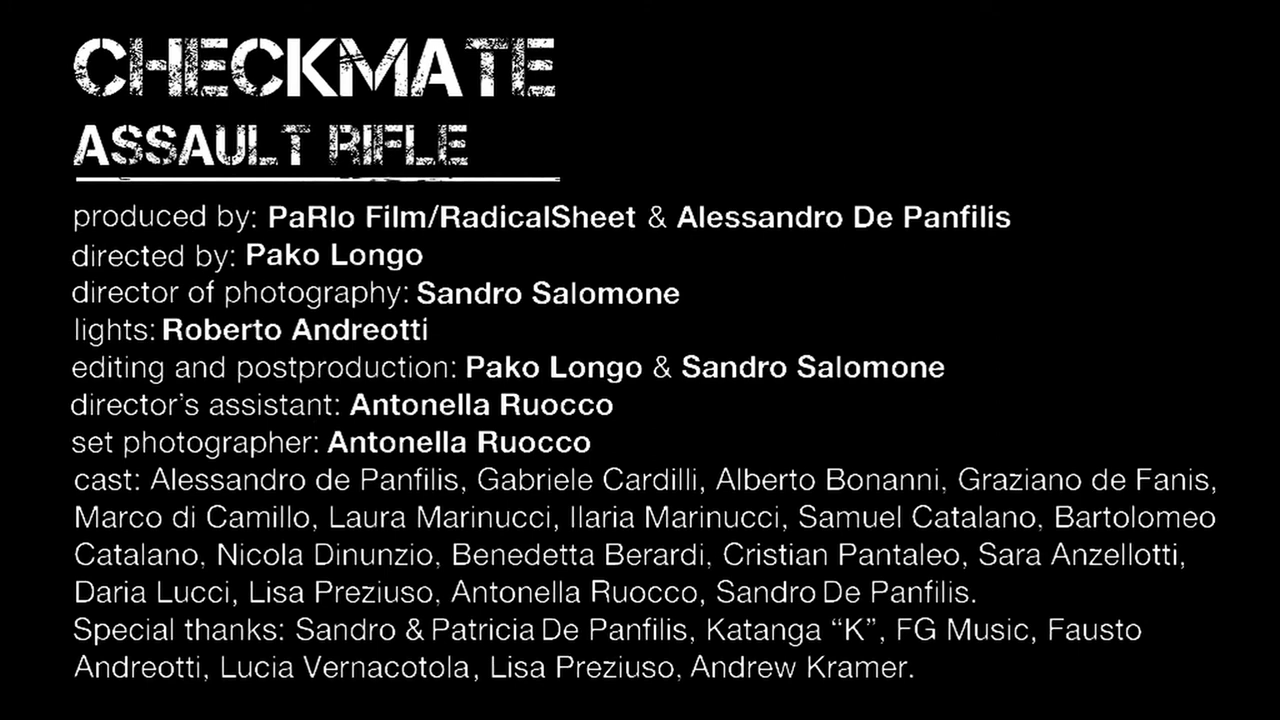 CHECKMATE
ASSAULT RIFLE
produced by: PaRlo Film/RadicalSheet & Alessandro De Panfilis
directed by: Pako Longo
director of photography: Sandro Salomone
lights: Roberto Andreotti
editing and postproduction: Pako Longo & Sandro Salomone
director's assistant: Antonella Ruocco
set photographer: Antonella Ruocco
cast: Alessandro de Panfilis, Gabriele Cardilli, Alberto Bonanni, Graziano de Fanis,
Marco di Camillo, Laura Marinucci, Ilaria Marinucci, Samuel Catalano, Bartolomeo
Catalano, Nicola Dinunzio, Benedetta Berardi, Cristian Pantaleo, Sara Anzellotti,
Daria Lucci, Lisa Preziuso, Antonella Ruocco, Sandro De Panfilis.
Special thanks: Sandro & Patricia De Panfilis, Katanga “K”, FG Music, Fausto
Andreotti, Lucia Vernacotola, Lisa Preziuso, Andrew Kramer.